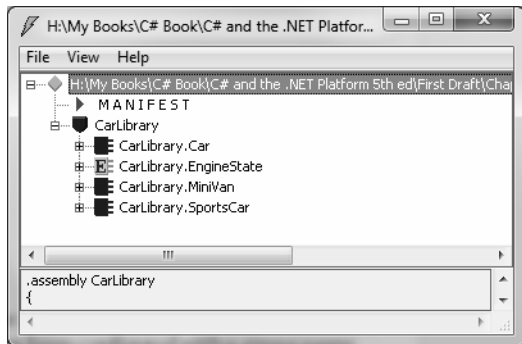 H:\My Books\C# Book\C# and the .NET Platfor...
File View Help
H:\My Books\C# Book\C# and the .NET Platform 5th ed\First Draft\Chap
MANIFEST
CarLibrary
CarLibrary.Car
E CarLibrary.EngineState
CarLibrary.MiniVan
CarLibrary.SportsCar
.assembly CarLibrary
{